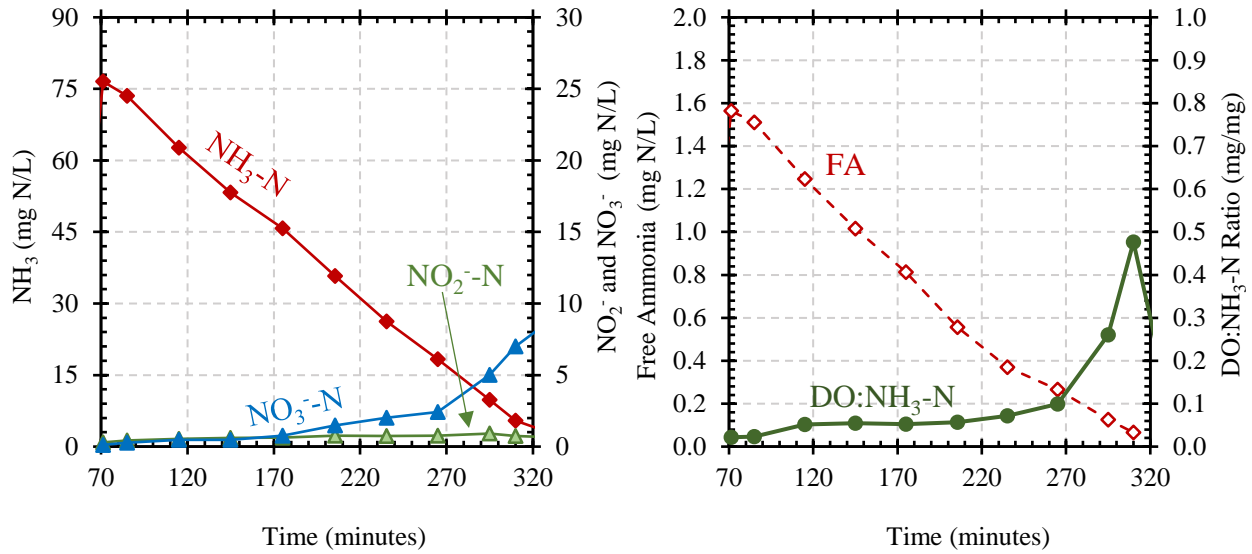 90
75
60
45
30
15
0
NH₃ (mg N/L)
30
25
20
15
10
5
0
NO₂⁻ and NO₃⁻ (mg N/L)
NH₃-N
NO₂⁻-N
NO₃⁻-N
70 120 170 220 270 320
Time (minutes)
2.0
1.8
1.6
1.4
1.2
1.0
0.8
0.6
0.4
0.2
0.0
Free Ammonia (mg N/L)
1.0
0.9
0.8
0.7
0.6
0.5
0.4
0.3
0.2
0.1
0.0
DO:NH₃-N Ratio (mg/mg)
FA
DO:NH₃-N
70 120 170 220 270 320
Time (minutes)